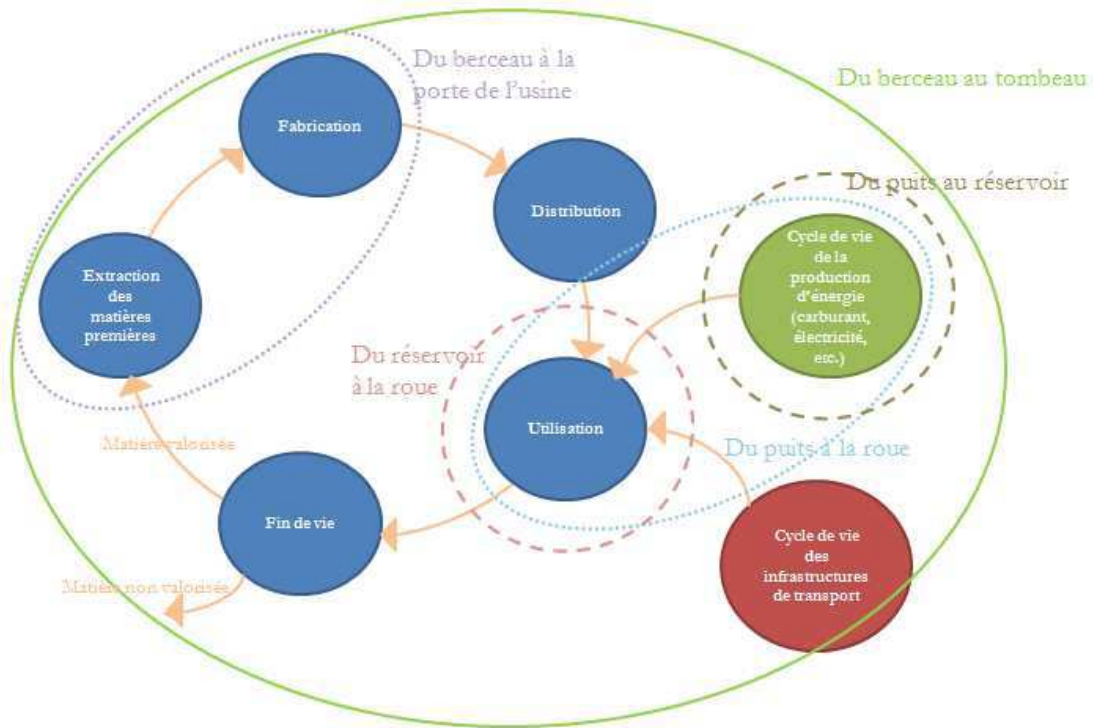 Du berceau à la
porte de l'usine
Du berceau au tombeau
Fabrication
Du puits au réservoir
Distribution
Cycle de vie
de la
production
d'énergie
(carburant,
électricité,
etc.)
Extraction
des
matières
premières
Du réservoir
à la roue
Utilisation
Du puits à la roue
Matière valorisée
Fin de vie
Cycle de vie
des
infrastructures
de transport
Matière non valorisée